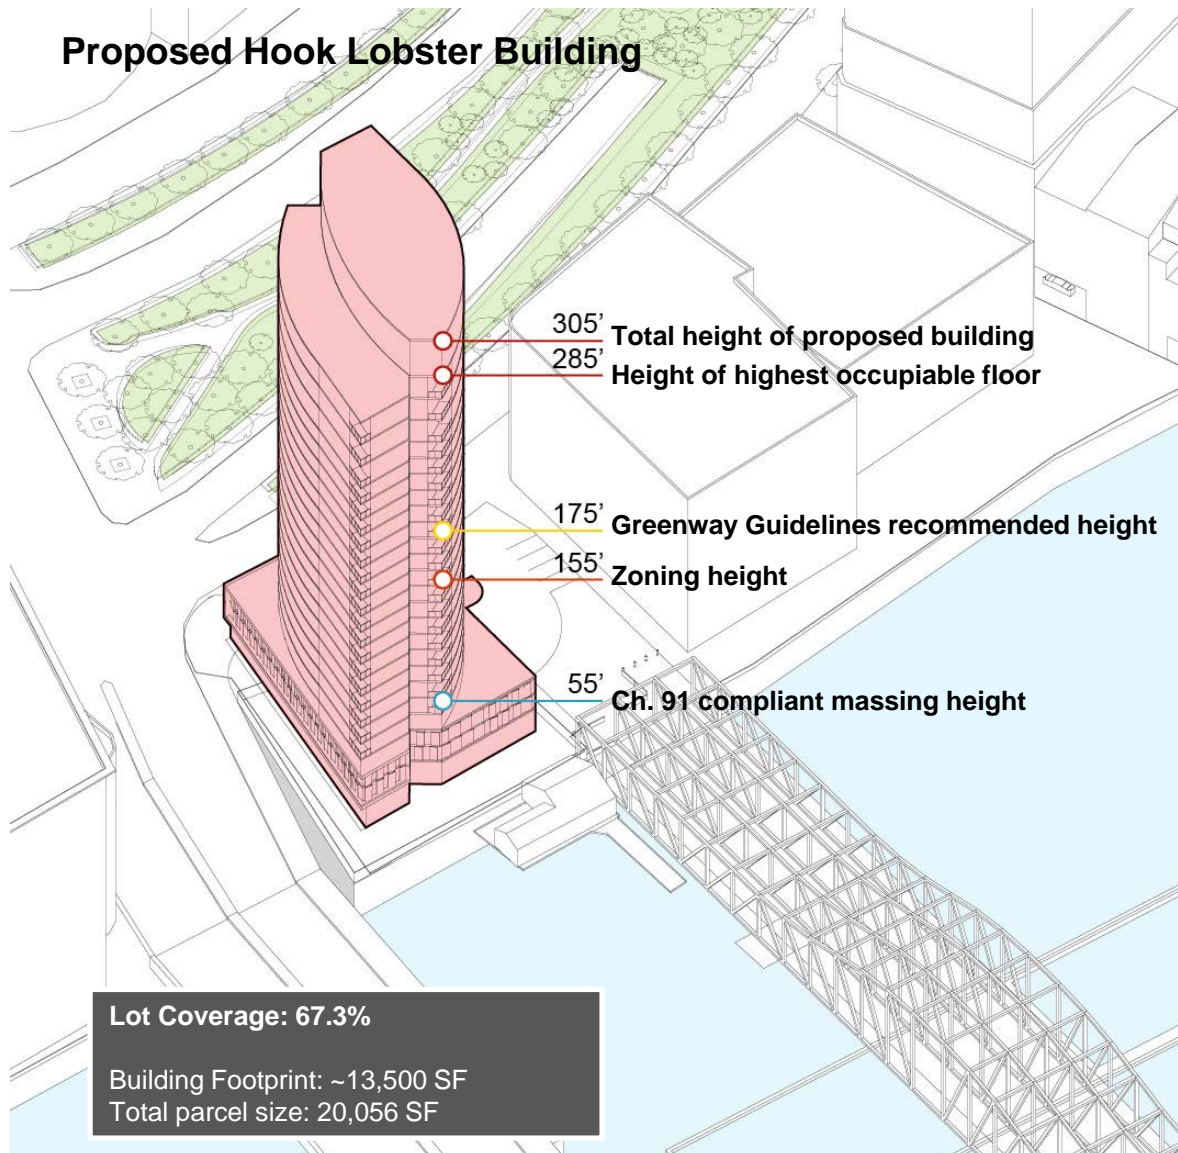 Proposed Hook Lobster Building
305’ Total height of proposed building
285’ Height of highest occupiable floor
175’ Greenway Guidelines recommended height
155’ Zoning height
55’ Ch. 91 compliant massing height
Lot Coverage: 67.3%
Building Footprint: ~13,500 SF
Total parcel size: 20,056 SF